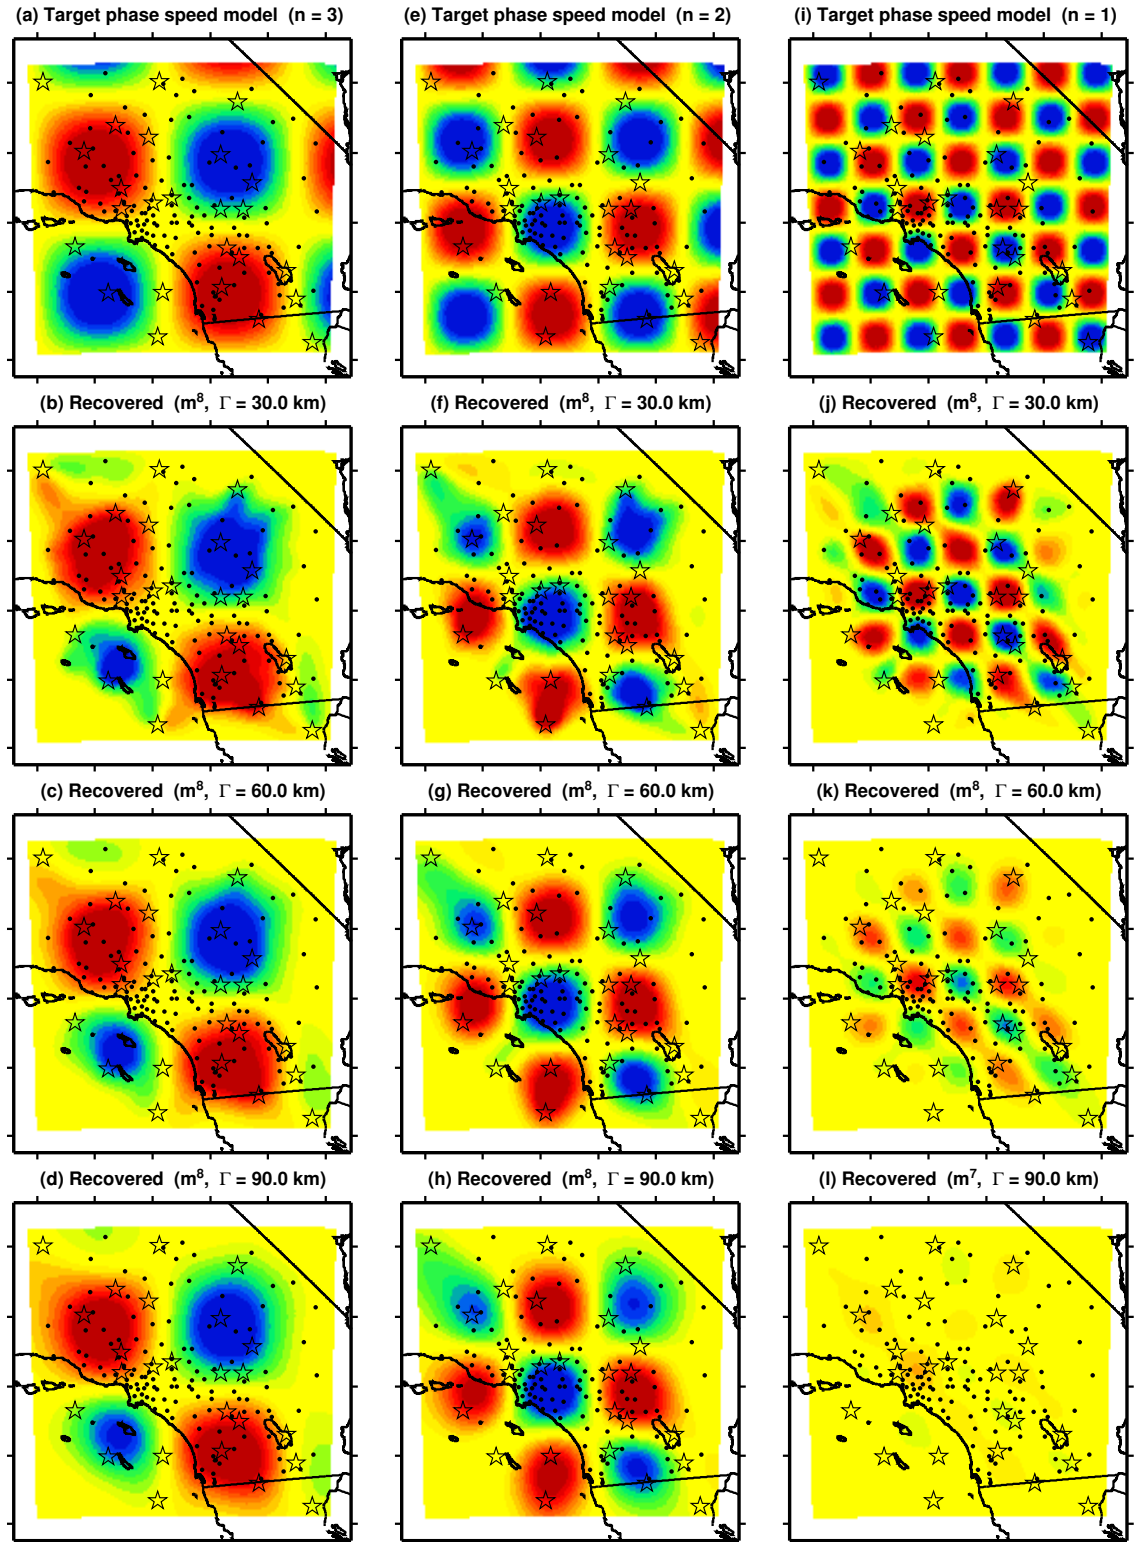 (a) Target phase speed model (n = 3)
(e) Target phase speed model (n = 2)
(i) Target phase speed model (n = 1)
(b) Recovered (m⁸, Γ = 30.0 km)
(f) Recovered (m⁸, Γ = 30.0 km)
(j) Recovered (m⁸, Γ = 30.0 km)
(c) Recovered (m⁸, Γ = 60.0 km)
(g) Recovered (m⁸, Γ = 60.0 km)
(k) Recovered (m⁸, Γ = 60.0 km)
(d) Recovered (m⁸, Γ = 90.0 km)
(h) Recovered (m⁸, Γ = 90.0 km)
(l) Recovered (m⁷, Γ = 90.0 km)